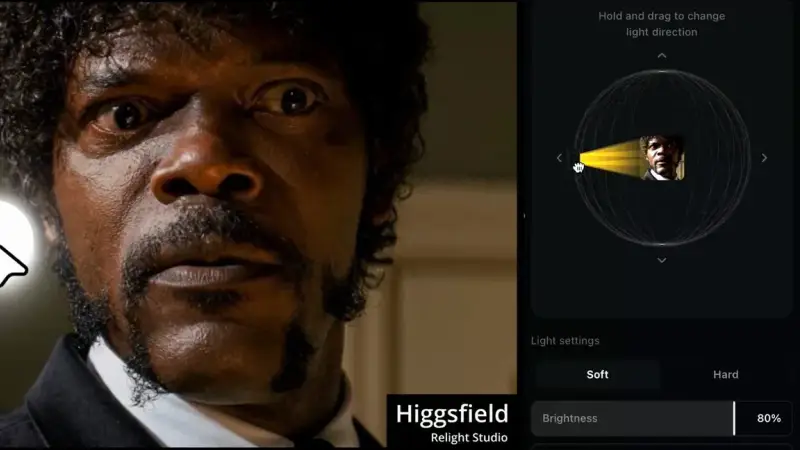 Hold and drag to change
light direction
Light settings
Soft
Hard
Brightness
80%
Higgsfield
Relight Studio